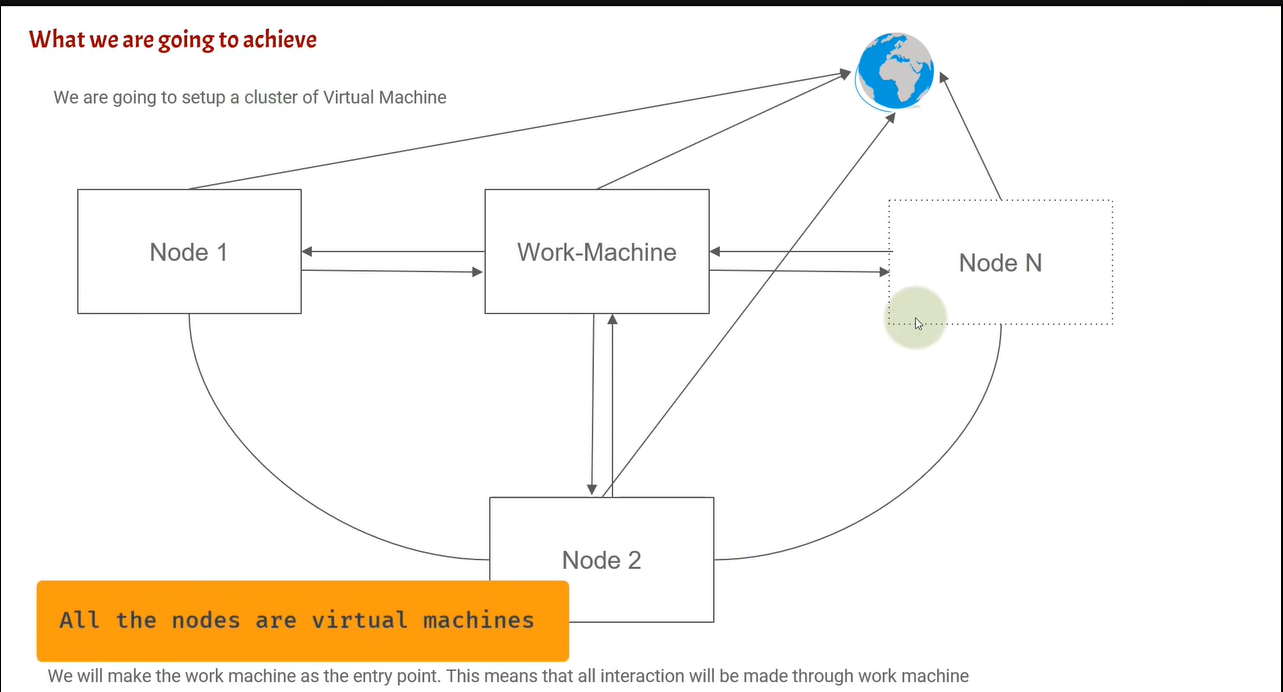 What we are going to achieve
We are going to setup a cluster of Virtual Machine
Node 1
Work-Machine
Node N
Node 2
All the nodes are virtual machines
We will make the work machine as the entry point. This means that all interaction will be made through work machine